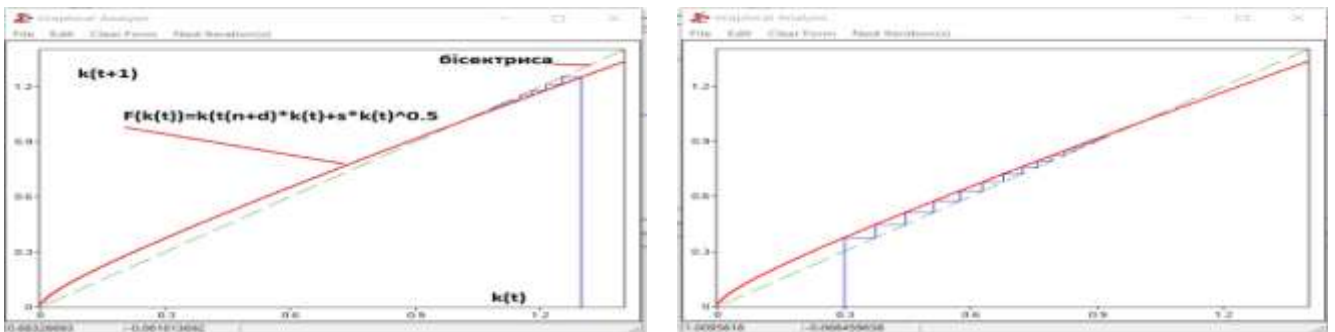 Graphical Analysis
File Edit Clear Form Next Iteration(s)
бісектриса
k(t+1)
1.2
F(k(t))=k(t(n+d)*k(t)+s*k(t)^0.5
0.9
0.6
0.3
k(t)
0 0.3 0.6 0.9 1.2
Graphical Analysis
File Edit Clear Form Next Iteration(s)
1.2
0.9
0.6
0.3
0 0.3 0.6 0.9 1.2